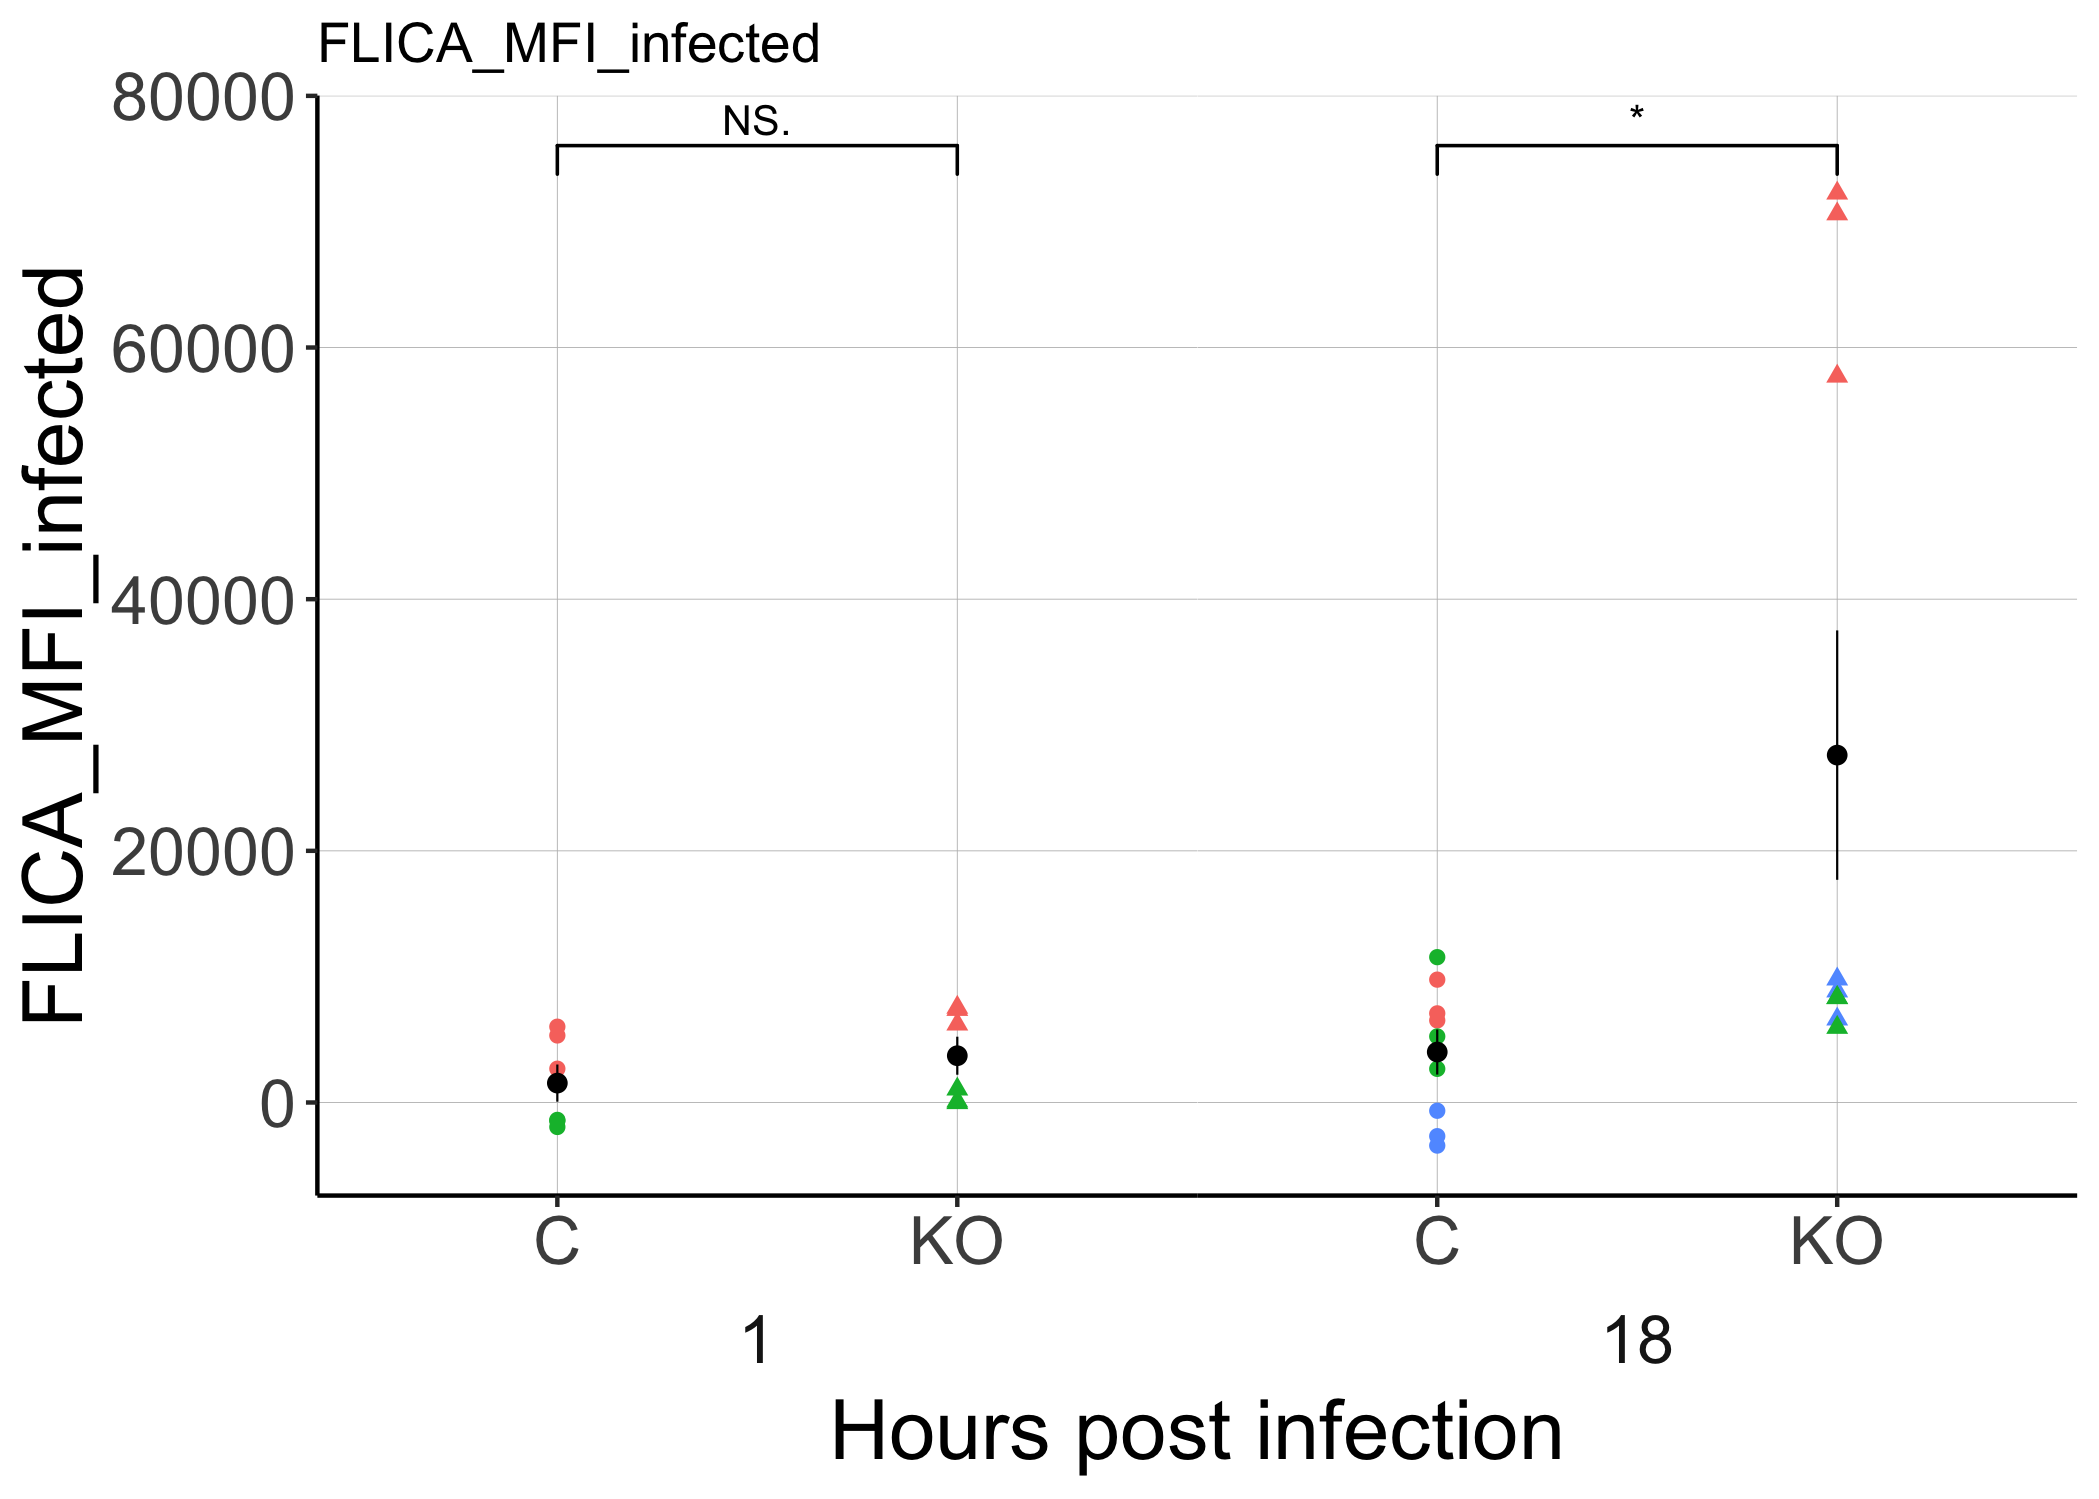 FLICA_MFI_infected
FLICA_MFI_infected
80000
60000
40000
20000
0
NS.
*
C
KO
C
KO
1
18
Hours post infection